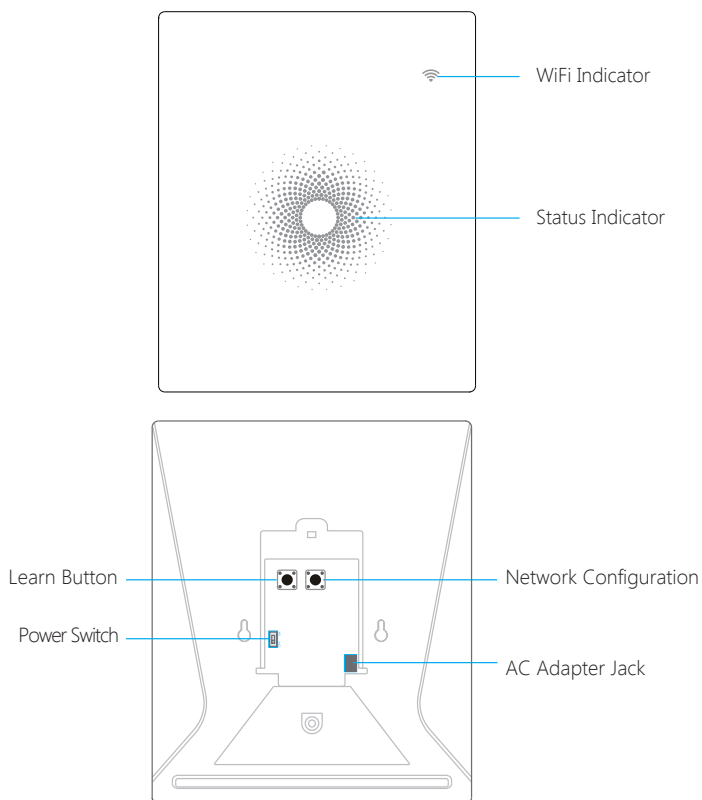 WiFi Indicator
Status Indicator
Learn Button
Network Configuration
Power Switch
AC Adapter Jack